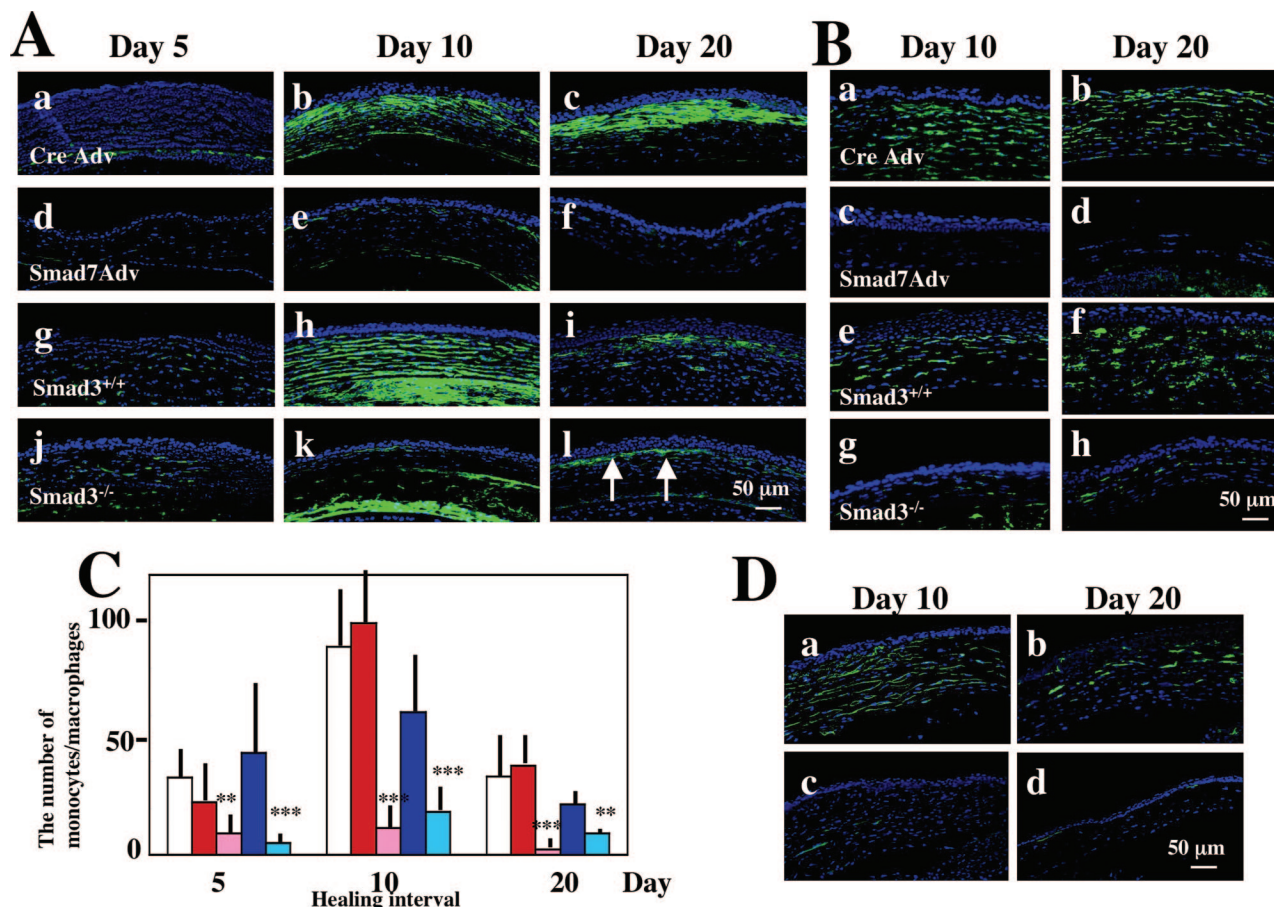 A
Day 5
Day 10
Day 20
a
Cre Adv
b
c
d
Smad7Adv
e
f
g
Smad3+/+
h
i
j
Smad3-/-
k
l
50 μm
B
Day 10
Day 20
a
Cre Adv
b
c
Smad7Adv
d
e
Smad3+/+
f
g
Smad3-/-
h
50 μm
C
The number of
monocytes/macrophages
100
50
0
**
***
***
***
***
**
5
10
20
Day
Healing interval
D
Day 10
Day 20
a
b
c
d
50 μm